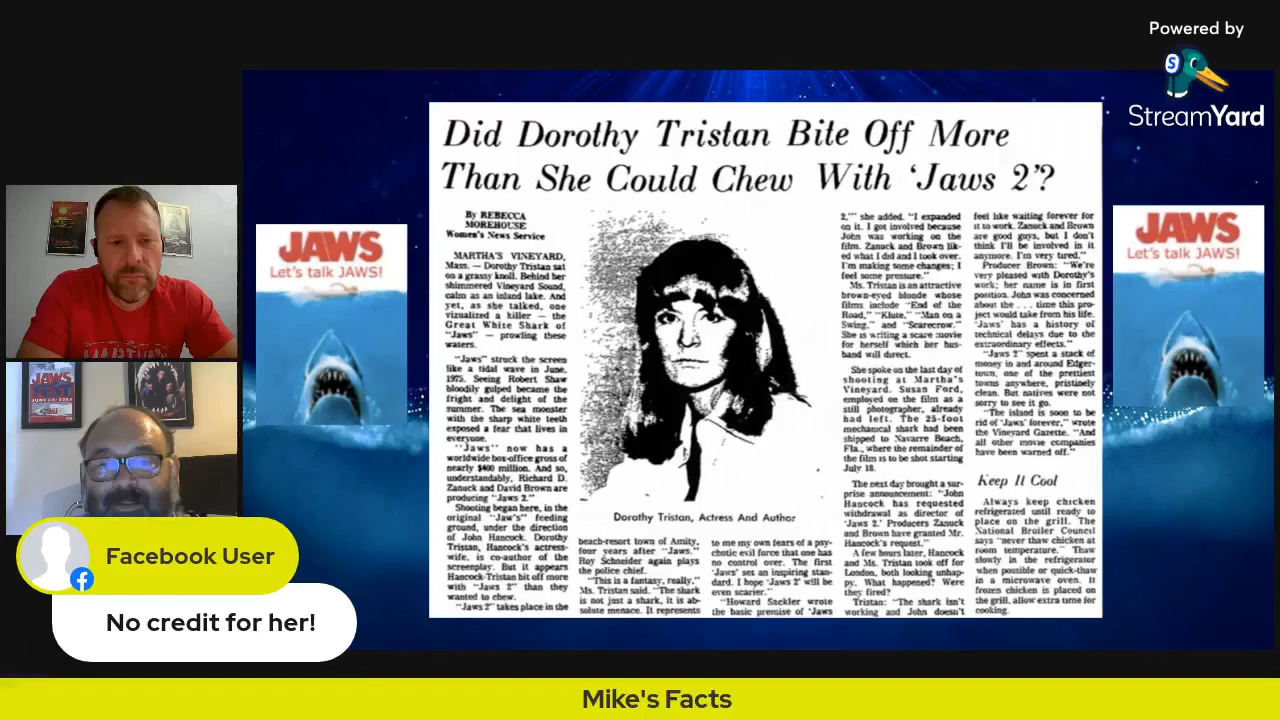 Powered by
StreamYard
Did Dorothy Tristan Bite Off More
Than She Could Chew With ‘Jaws 2’?
By REBECCA
MOREHOUSE
Women's News Service
MARTHA'S VINEYARD,
Mass. — Dorothy Tristan sat
on a grassy knoll. Behind her
shimmered Vineyard Sound,
calm as an inland lake. And
yet, as she talked, one
vizualized a killer — the
Great White Shark of
"Jaws" — prowling these
waters.
"Jaws" struck the screen
like a tidal wave in June,
1975. Seeing Robert Shaw
bloodily gulped became the
fright and delight of the
summer. The sea monster
with the sharp white teeth
exposed a fear that lives in
everyone.
"Jaws" now has a
worldwide box-office gross of
nearly $400 million. And so,
understandably, Richard D.
Zanuck and David Brown are
producing "Jaws 2."
Shooting began here, in the
original "Jaw's" feeding
ground, under the direction
of John Hancock. Dorothy
Tristan, Hancock's actress-
wife, is co-author of the
screenplay. But it appears
Hancock-Tristan bit off more
with "Jaws 2" than they
wanted to chew.
"Jaws 2" takes place in the
Dorothy Tristan, Actress And Author
beach-resort town of Amity,
four years after "Jaws."
Roy Schneider again plays
the police chief.
"This is a fantasy, really,"
Ms. Tristan said. "The shark
is not just a shark, it is ab-
solute menace. It represents
to me my own fears of a psy-
chotic evil force that one has
no control over. The first
'Jaws' set an inspiring stan-
dard. I hope 'Jaws 2' will be
even scarier."
"Howard Sackler wrote
the basic premise of 'Jaws
2,'" she added. "I expanded
on it. I got involved because
John was working on the
film. Zanuck and Brown lik-
ed what I did and I took over.
I'm making some changes; I
feel some pressure."
Ms. Tristan is an attractive
brown-eyed blonde whose
films include "End of the
Road," "Klute," "Man on a
Swing," and "Scarecrow."
She is writing a scare movie
for herself which her hus-
band will direct.
She spoke on the last day of
shooting at Martha's
Vineyard. Susan Ford,
employed on the film as a
still photographer, already
had left. The 25-foot
mechanical shark had been
shipped to Navarre Beach,
Fla., where the remainder of
the film is to be shot starting
July 18.
The next day brought a sur-
prise announcement: "John
Hancock has requested
withdrawal as director of
'Jaws 2.' Producers Zanuck
and Brown have granted Mr.
Hancock's request."
A few hours later, Hancock
and Ms. Tristan took off for
London, both looking unhap-
py. What happened? Were
they fired?
Tristan: "The shark isn't
working and John doesn't
feel like waiting forever for
it to work. Zanuck and Brown
are good guys, but I don't
think I'll be involved in it
anymore. I'm very tired."
Producer Brown: "We're
very pleased with Dorothy's
work; her name is in first
position. John was concerned
about the . . . time this pro-
ject would take from his life.
'Jaws' has a history of
technical delays due to the
extraordinary effects."
"Jaws 2" spent a stack of
money in and around Edger-
town, one of the prettiest
towns anywhere, pristinely
clean. But natives were not
sorry to see it go.
"The island is soon to be
rid of 'Jaws' forever," wrote
the Vineyard Gazette. "And
all other movie companies
have been warned off."
Keep It Cool
Always keep chicken
refrigerated until ready to
place on the grill. The
National Broiler Council
says "never thaw chicken at
room temperature." Thaw
slowly in the refrigerator
when possible or quick-thaw
in a microwave oven. If
frozen chicken is placed on
the grill, allow extra time for
cooking.
JAWS
Let's talk JAWS!
JAWS
Let's talk JAWS!
JAWS
Facebook User
No credit for her!
Mike's Facts